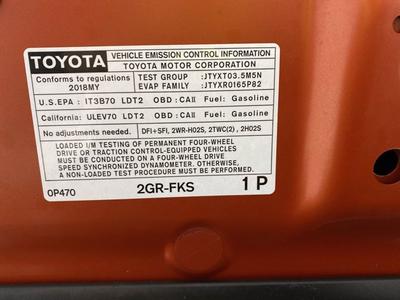 TOYOTA VEHICLE EMISSION CONTROL INFORMATION
TOYOTA MOTOR CORPORATION
Conforms to regulations
2018MY
TEST GROUP :JTYXT03.5M5N
EVAP FAMILY :JTYXR0165P82
U.S.EPA : IT3B70 LDT2 OBD:CAII Fuel: Gasoline
California: ULEV70 LDT2 OBD:CAII Fuel: Gasoline
No adjustments needed. DFI+SFI, 2WR-HO2S, 2TWC(2), 2HO2S
LOADED I/M TESTING OF PERMANENT FOUR-WHEEL
DRIVE OR TRACTION CONTROL-EQUIPPED VEHICLES
MUST BE CONDUCTED ON A FOUR-WHEEL DRIVE
SPEED SYNCHRONIZED DYNAMOMETER. OTHERWISE,
A NON-LOADED TEST MUST BE PERFORMED.
0P470 2GR-FKS 1 P